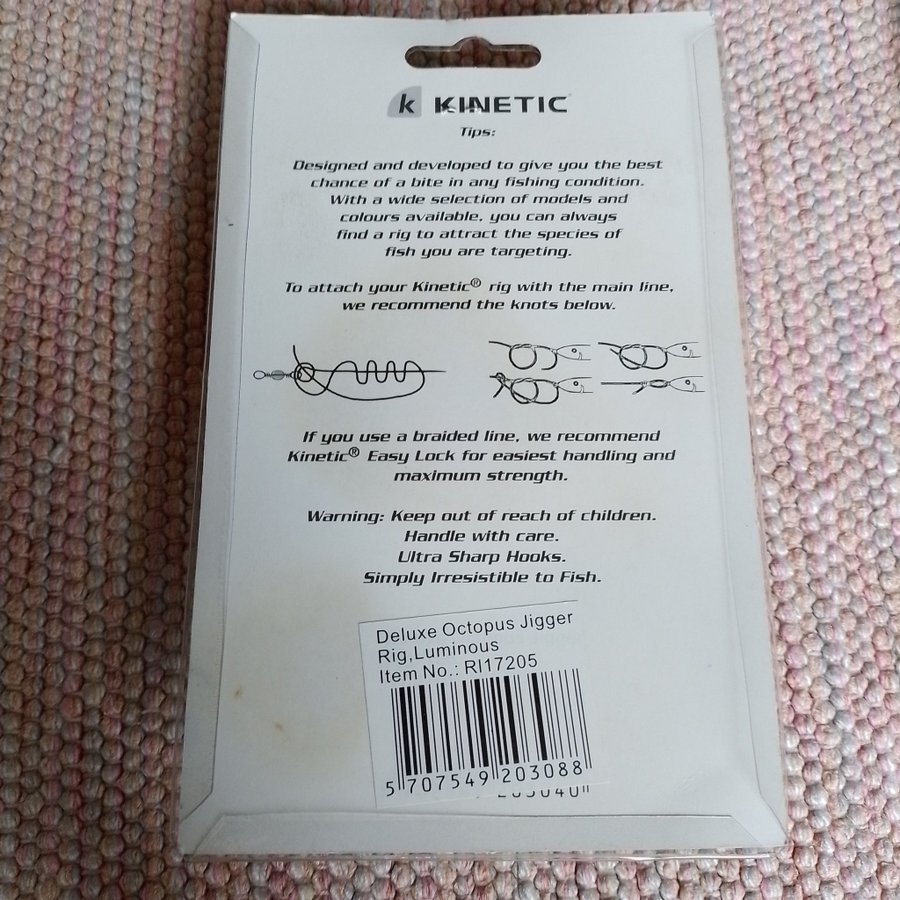 k KINETIC
Tips:
Designed and developed to give you the best
chance of a bite in any fishing condition.
With a wide selection of models and
colours available, you can always
find a rig to attract the species of
fish you are targeting.
To attach your Kinetic® rig with the main line,
we recommend the knots below.
If you use a braided line, we recommend
Kinetic® Easy Lock for easiest handling and
maximum strength.
Warning: Keep out of reach of children.
Handle with care.
Ultra Sharp Hooks.
Simply Irresistible to Fish.
Deluxe Octopus Jigger
Rig,Luminous
Item No.: RI17205
5 707549 203088